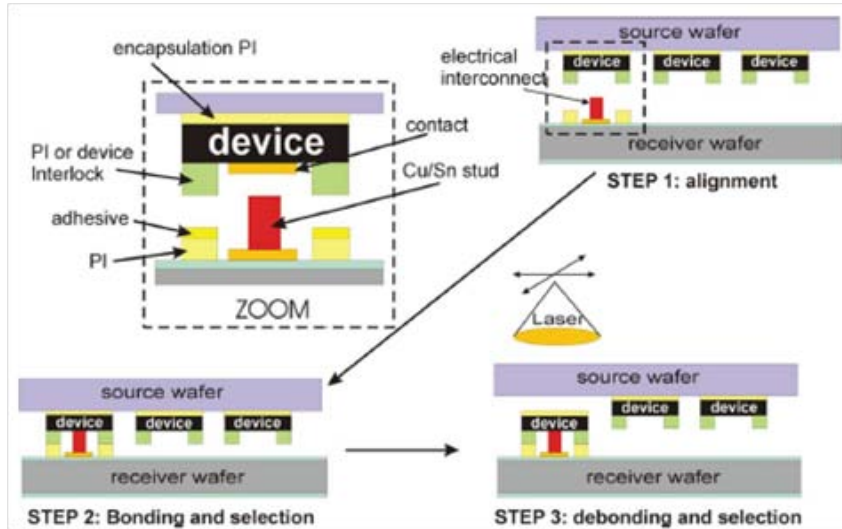 encapsulation PI
device
contact
PI or device
Interlock
Cu/Sn stud
adhesive
PI
ZOOM
source wafer
electrical
interconnect
device
device
device
receiver wafer
STEP 1: alignment
Laser
source wafer
device
device
device
receiver wafer
STEP 2: Bonding and selection
source wafer
device
device
device
receiver wafer
STEP 3: debonding and selection